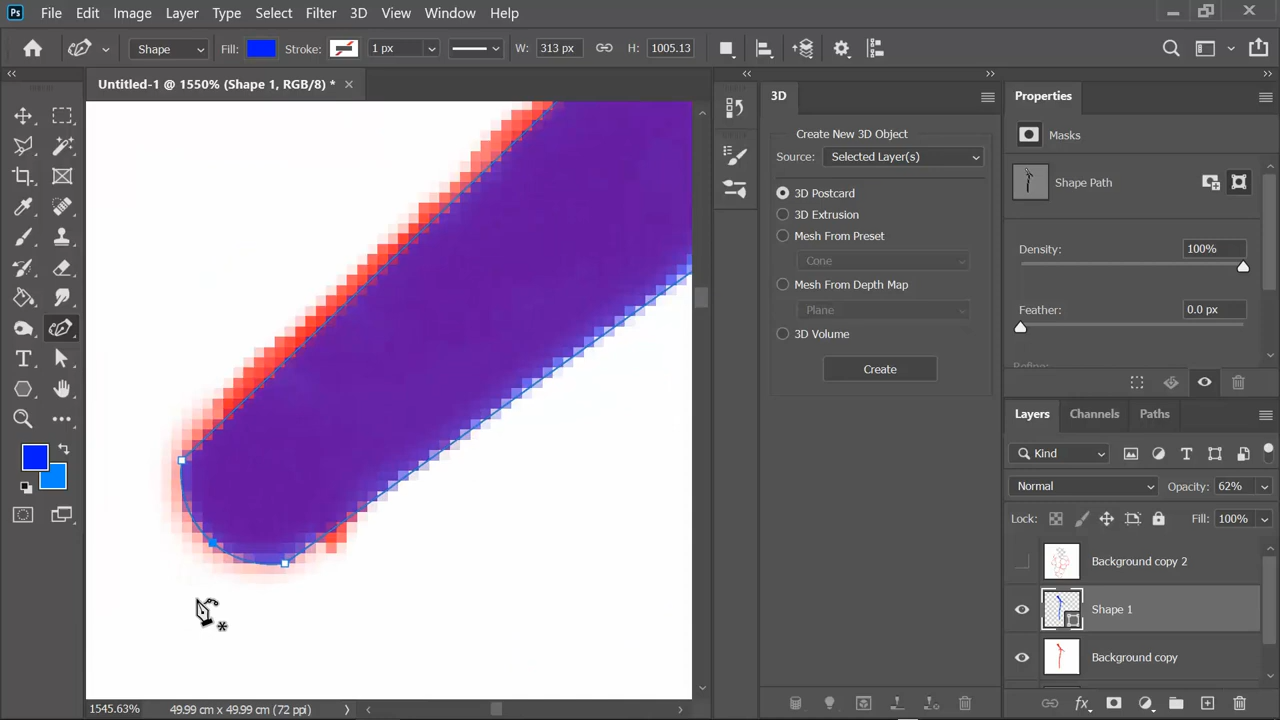 Ps File Edit Image Layer Type Select Filter 3D View Window Help
Shape Fill: Stroke: 1 px W: 313 px H: 1005.13
Untitled-1 @ 1550% (Shape 1, RGB/8) * ×
3D
Create New 3D Object
Source: Selected Layer(s)
3D Postcard
3D Extrusion
Mesh From Preset
Cone
Mesh From Depth Map
Plane
3D Volume
Create
Properties
Masks
Shape Path
Density: 100%
Feather: 0.0 px
Refine:
Layers Channels Paths
Kind
Normal Opacity: 62%
Lock: Fill: 100%
Background copy 2
Shape 1
Background copy
1545.63% 49.99 cm x 49.99 cm (72 ppi)